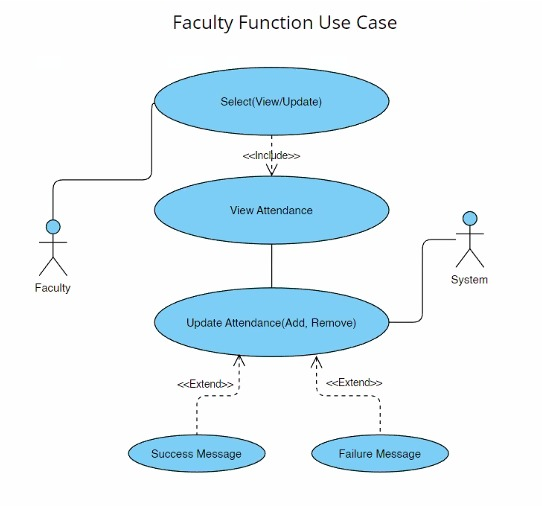 Faculty Function Use Case
Select(View/Update)
<<Include>>
View Attendance
Faculty
System
Update Attendance(Add, Remove)
<<Extend>>
<<Extend>>
Success Message
Failure Message